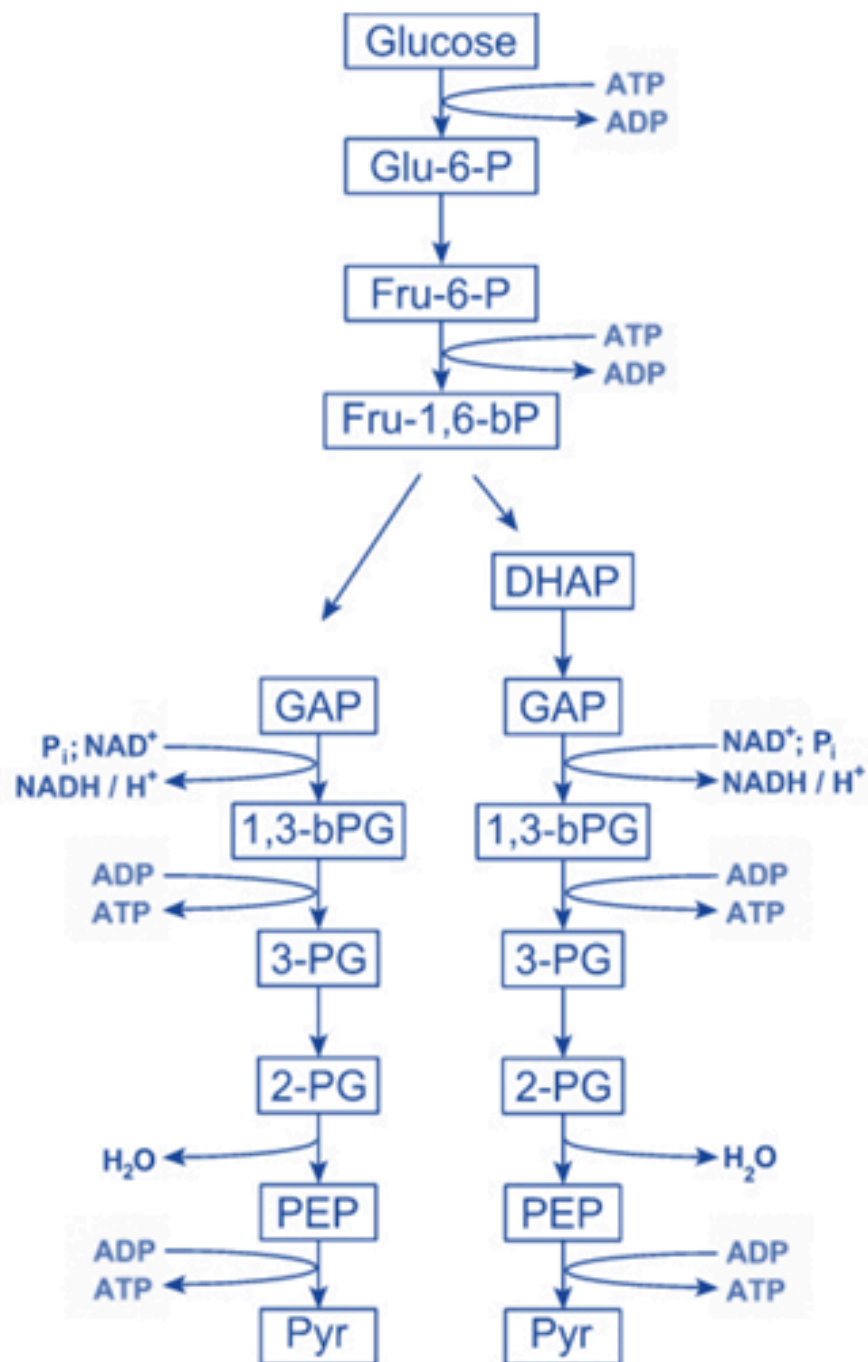 Glucose
ATP
ADP
Glu-6-P
Fru-6-P
ATP
ADP
Fru-1,6-bP
DHAP
GAP
GAP
Pᵢ; NAD⁺
NAD⁺; Pᵢ
NADH / H⁺
NADH / H⁺
1,3-bPG
1,3-bPG
ADP
ADP
ATP
ATP
3-PG
3-PG
2-PG
2-PG
H₂O
H₂O
PEP
PEP
ADP
ADP
ATP
ATP
Pyr
Pyr